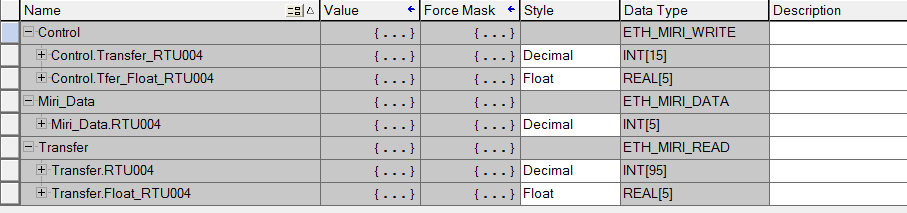 Name Value Force Mask Style Data Type Description
Control {...} {...} ETH_MIRI_WRITE
Control.Transfer_RTU004 {...} {...} Decimal INT[15]
Control.Tfer_Float_RTU004 {...} {...} Float REAL[5]
Miri_Data {...} {...} ETH_MIRI_DATA
Miri_Data.RTU004 {...} {...} Decimal INT[5]
Transfer {...} {...} ETH_MIRI_READ
Transfer.RTU004 {...} {...} Decimal INT[95]
Transfer.Float_RTU004 {...} {...} Float REAL[5]